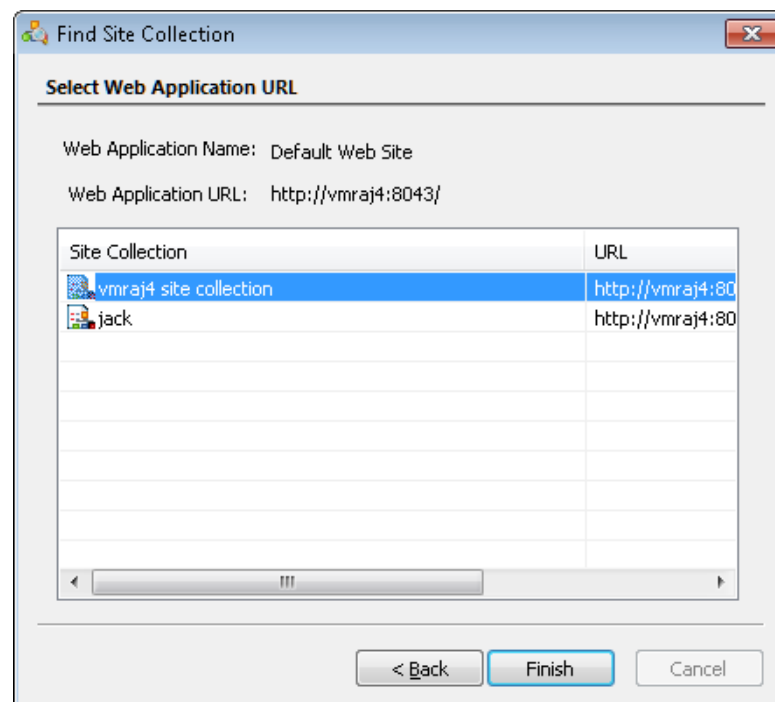 Find Site Collection
Select Web Application URL
Web Application Name: Default Web Site
Web Application URL: http://vmraj4:8043/
Site Collection URL
vmraj4 site collection http://vmraj4:80
jack http://vmraj4:80
< Back Finish Cancel